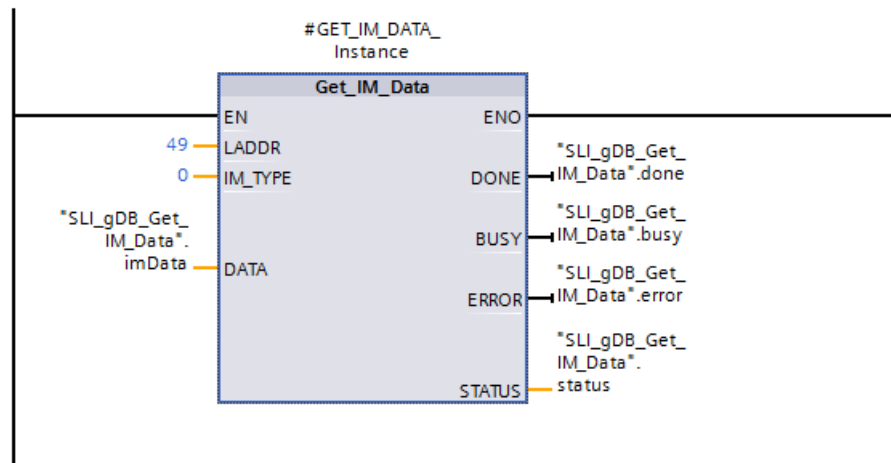 #GET_IM_DATA_
Instance
Get_IM_Data
EN
ENO
49
LADDR
0
IM_TYPE
DONE
"SLI_gDB_Get_
IM_Data".done
"SLI_gDB_Get_
IM_Data".
imData
DATA
BUSY
"SLI_gDB_Get_
IM_Data".busy
ERROR
"SLI_gDB_Get_
IM_Data".error
STATUS
"SLI_gDB_Get_
IM_Data".
status